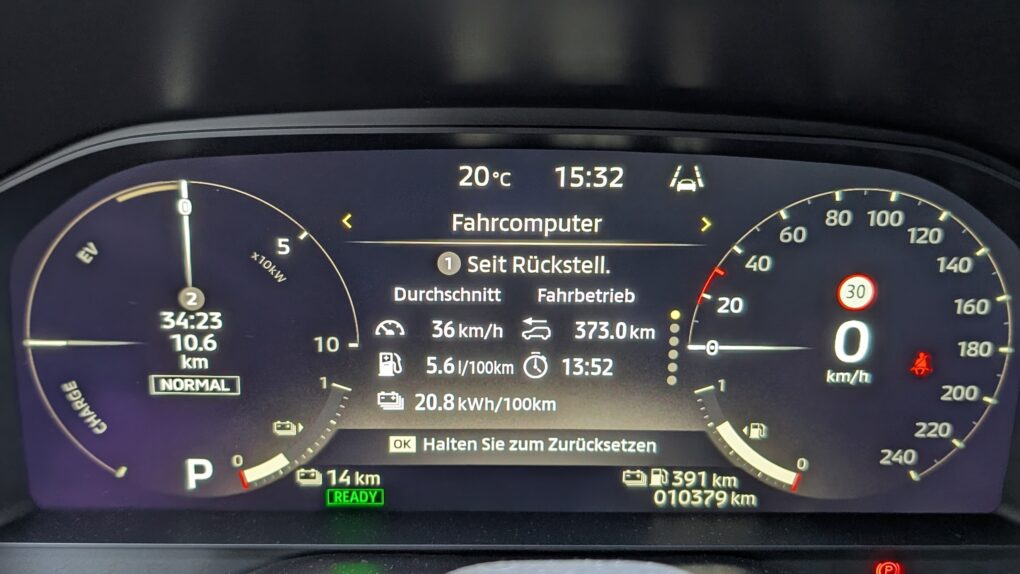 20°C 15:32
Fahrcomputer
1 Seit Rückstell.
Durchschnitt Fahrbetrieb
36 km/h 373.0 km
5.6 l/100km 13:52
20.8 kWh/100km
OK Halten Sie zum Zurücksetzen
EV
CHARGE
0
5
x10kW
10
2
34:23
10.6
km
NORMAL
P
1
0
14 km
READY
0
20
40
60
80
100
120
140
160
180
200
220
240
30
0
km/h
1
0
391 km
010379 km
P